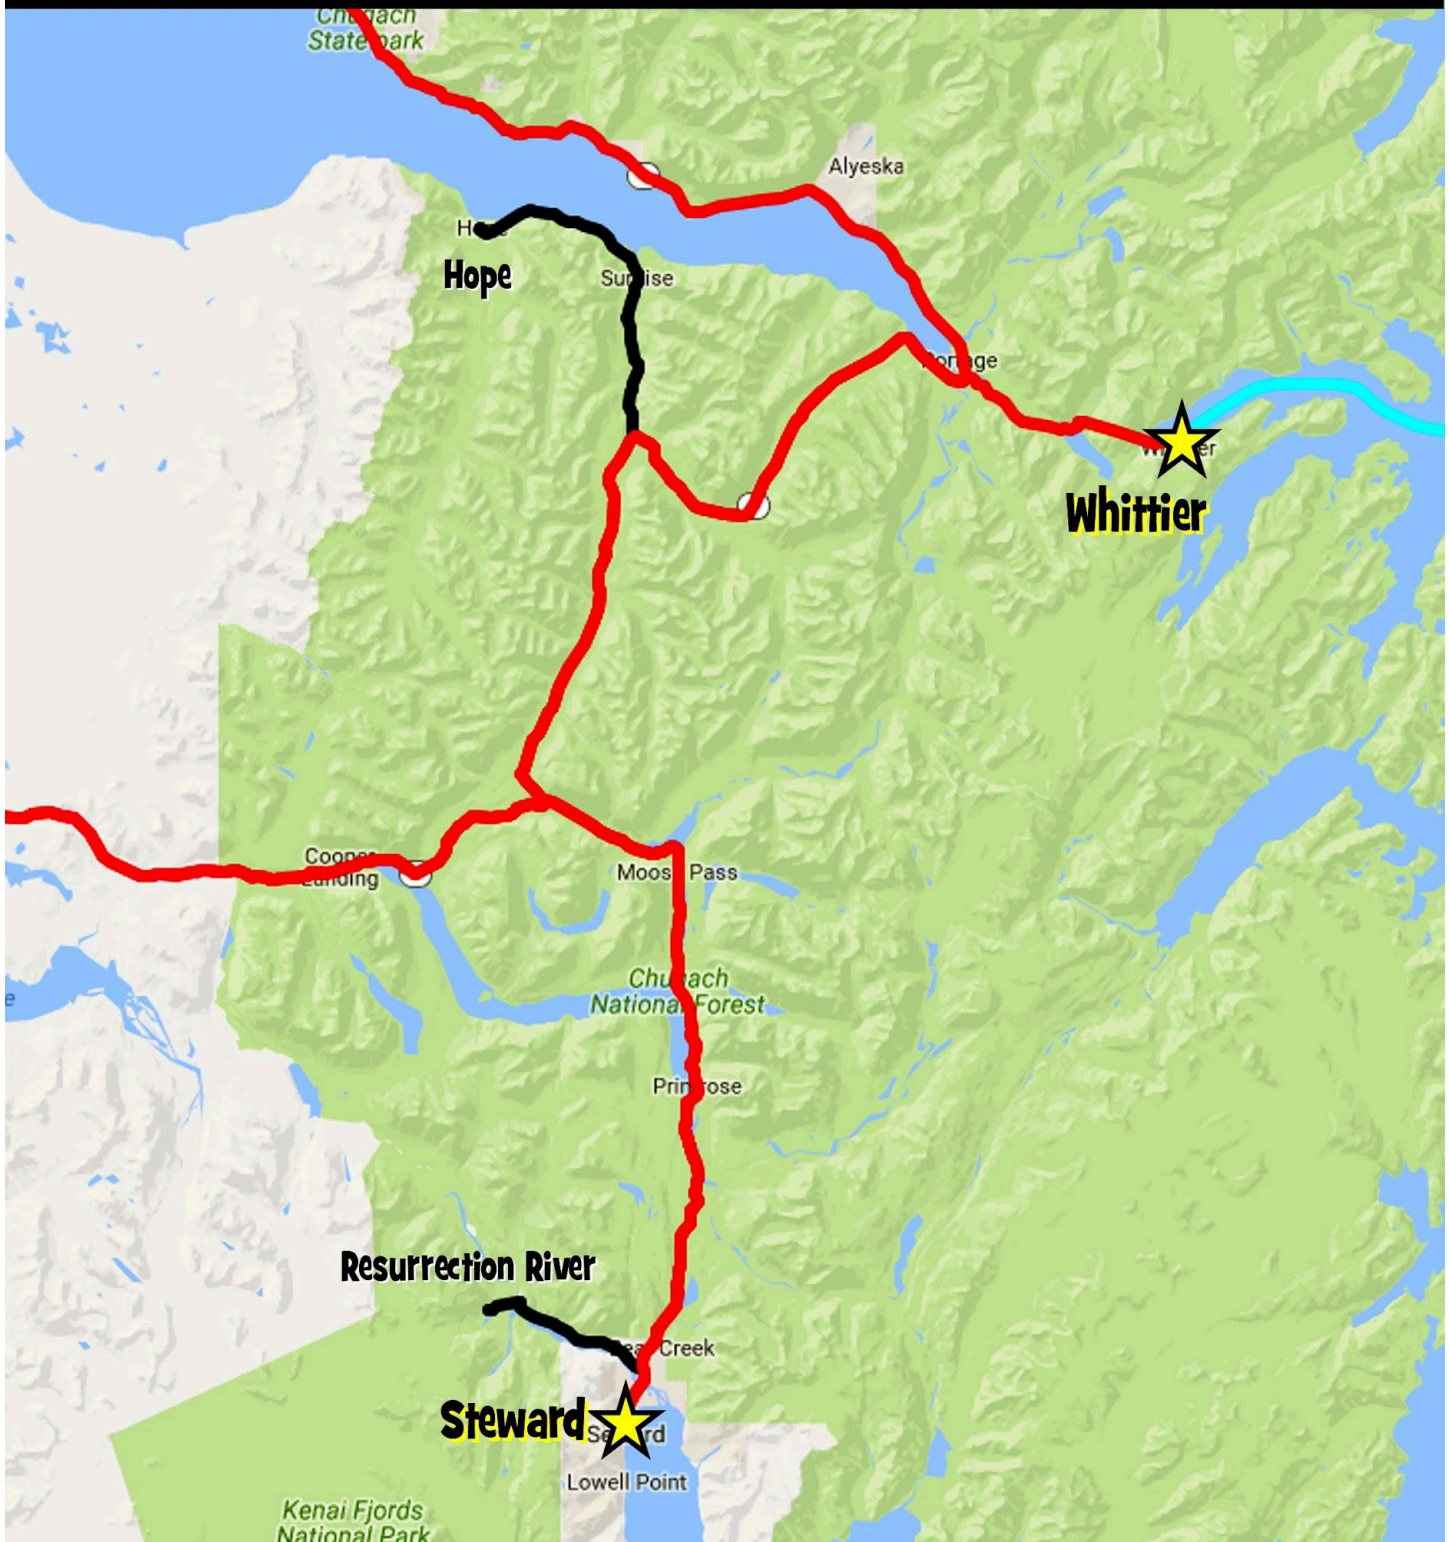 Chugach
State park
Alyeska
Hope
Sunrise
Portage
Whittier
Whittier
Cooper
Landing
Moose Pass
Chugach
National Forest
Primrose
Resurrection River
Bear Creek
Steward
Seward
Lowell Point
Kenai Fjords
National Park